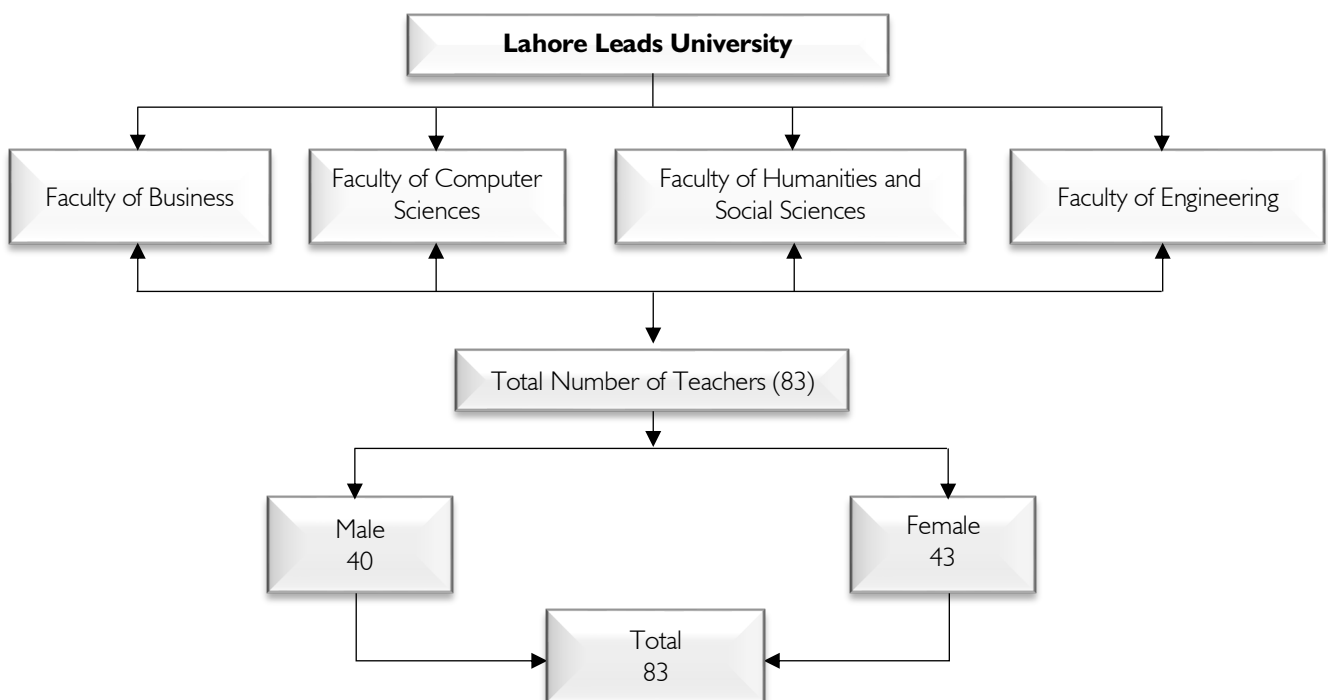 Lahore Leads University
Faculty of Business
Faculty of Computer
Sciences
Faculty of Humanities and
Social Sciences
Faculty of Engineering
Total Number of Teachers (83)
Male
40
Female
43
Total
83